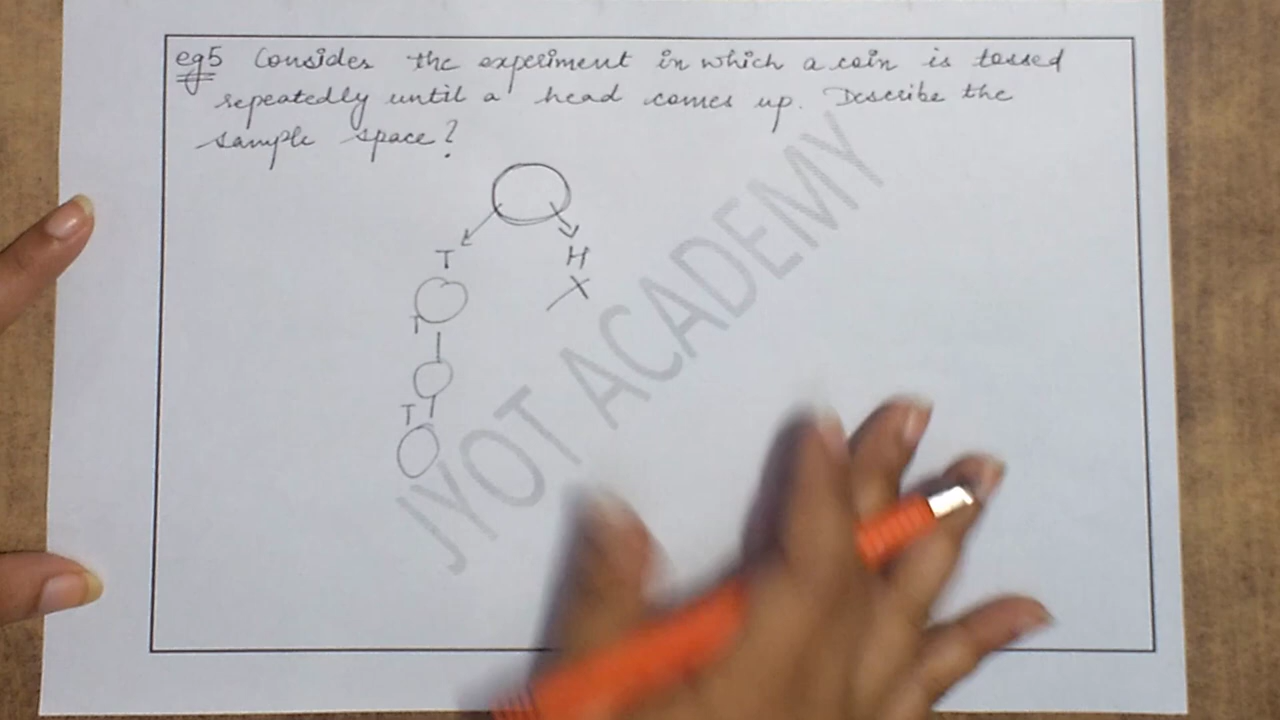 eg5 Consider the experiment in which a coin is tossed
repeatedly until a head comes up. Describe the
sample space?
T H
T
T
JYOT ACADEMY